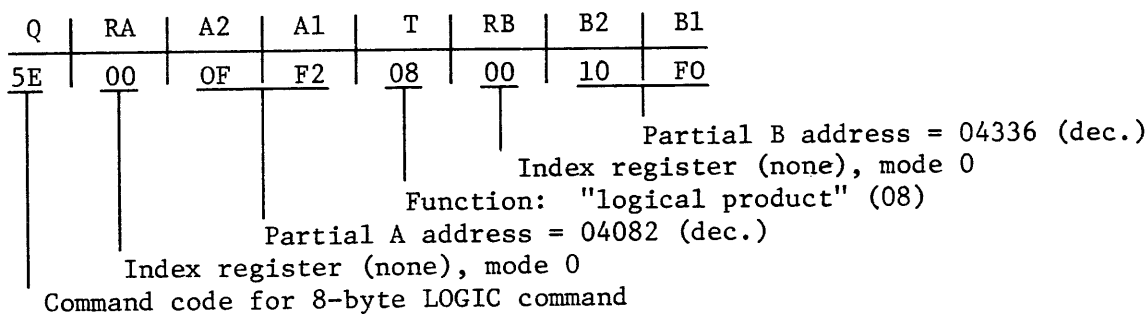 Q | RA | A2 | A1 | T | RB | B2 | B1
5E | 00 | 0F | F2 | 08 | 00 | 10 | F0
Partial B address = 04336 (dec.)
Index register (none), mode 0
Function: "logical product" (08)
Partial A address = 04082 (dec.)
Index register (none), mode 0
Command code for 8-byte LOGIC command